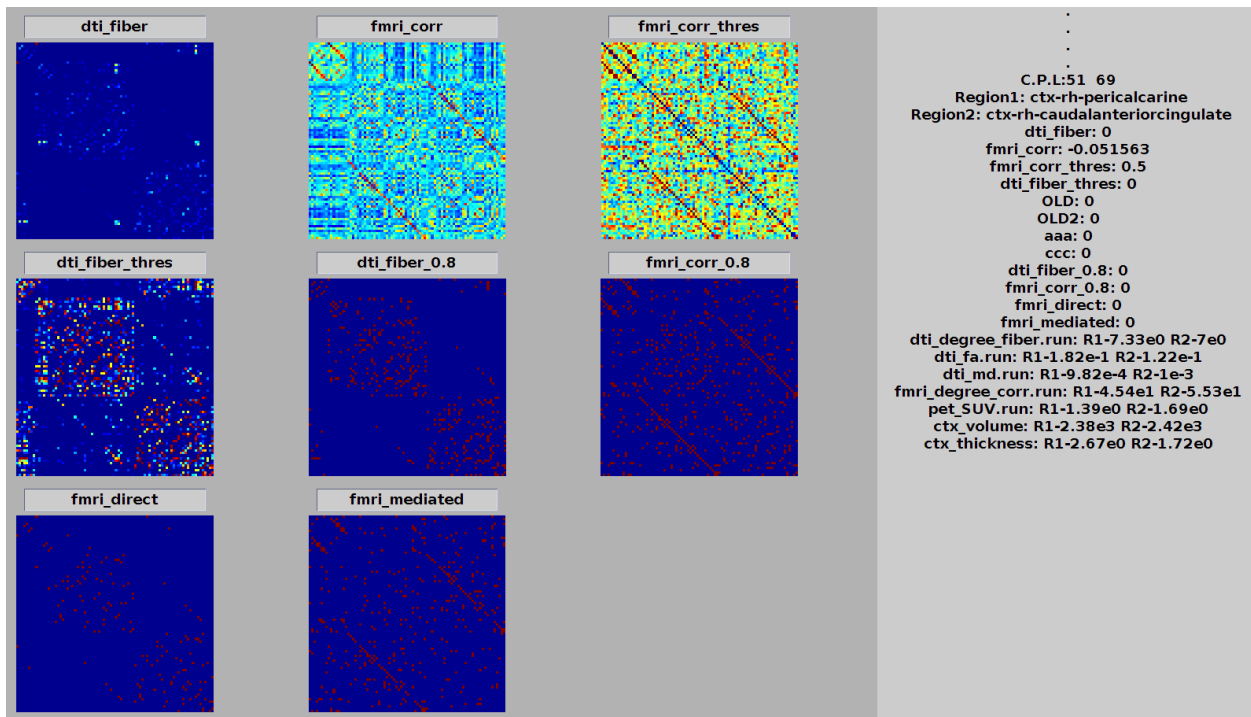 dti_fiber
fmri_corr
fmri_corr_thres
dti_fiber_thres
dti_fiber_0.8
fmri_corr_0.8
fmri_direct
fmri_mediated
.
.
.
.
C.P.L:51 69
Region1: ctx-rh-pericalcarine
Region2: ctx-rh-caudalanteriorcingulate
dti_fiber: 0
fmri_corr: -0.051563
fmri_corr_thres: 0.5
dti_fiber_thres: 0
OLD: 0
OLD2: 0
aaa: 0
ccc: 0
dti_fiber_0.8: 0
fmri_corr_0.8: 0
fmri_direct: 0
fmri_mediated: 0
dti_degree_fiber.run: R1-7.33e0 R2-7e0
dti_fa.run: R1-1.82e-1 R2-1.22e-1
dti_md.run: R1-9.82e-4 R2-1e-3
fmri_degree_corr.run: R1-4.54e1 R2-5.53e1
pet_SUV.run: R1-1.39e0 R2-1.69e0
ctx_volume: R1-2.38e3 R2-2.42e3
ctx_thickness: R1-2.67e0 R2-1.72e0